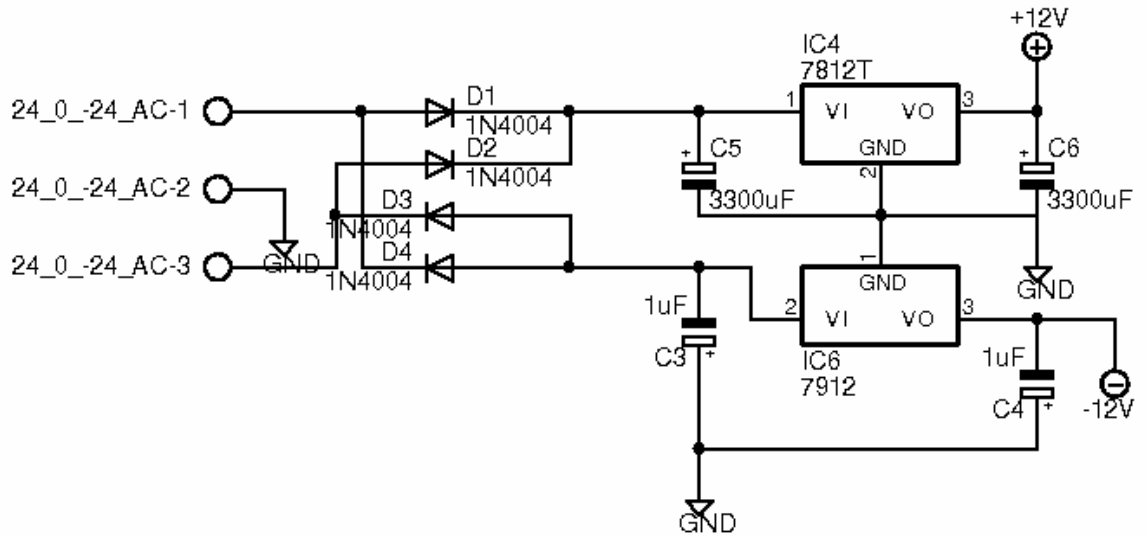 +12V
IC4
7812T
24_0_-24_AC-1
D1
1N4004
1
VI
VO
3
GND
2
D2
1N4004
+
C5
3300uF
+
C6
3300uF
24_0_-24_AC-2
GND
D3
1N4004
24_0_-24_AC-3
D4
1N4004
1
GND
GND
1uF
C3
+
2
VI
VO
3
IC6
7912
1uF
C4
+
-12V
GND